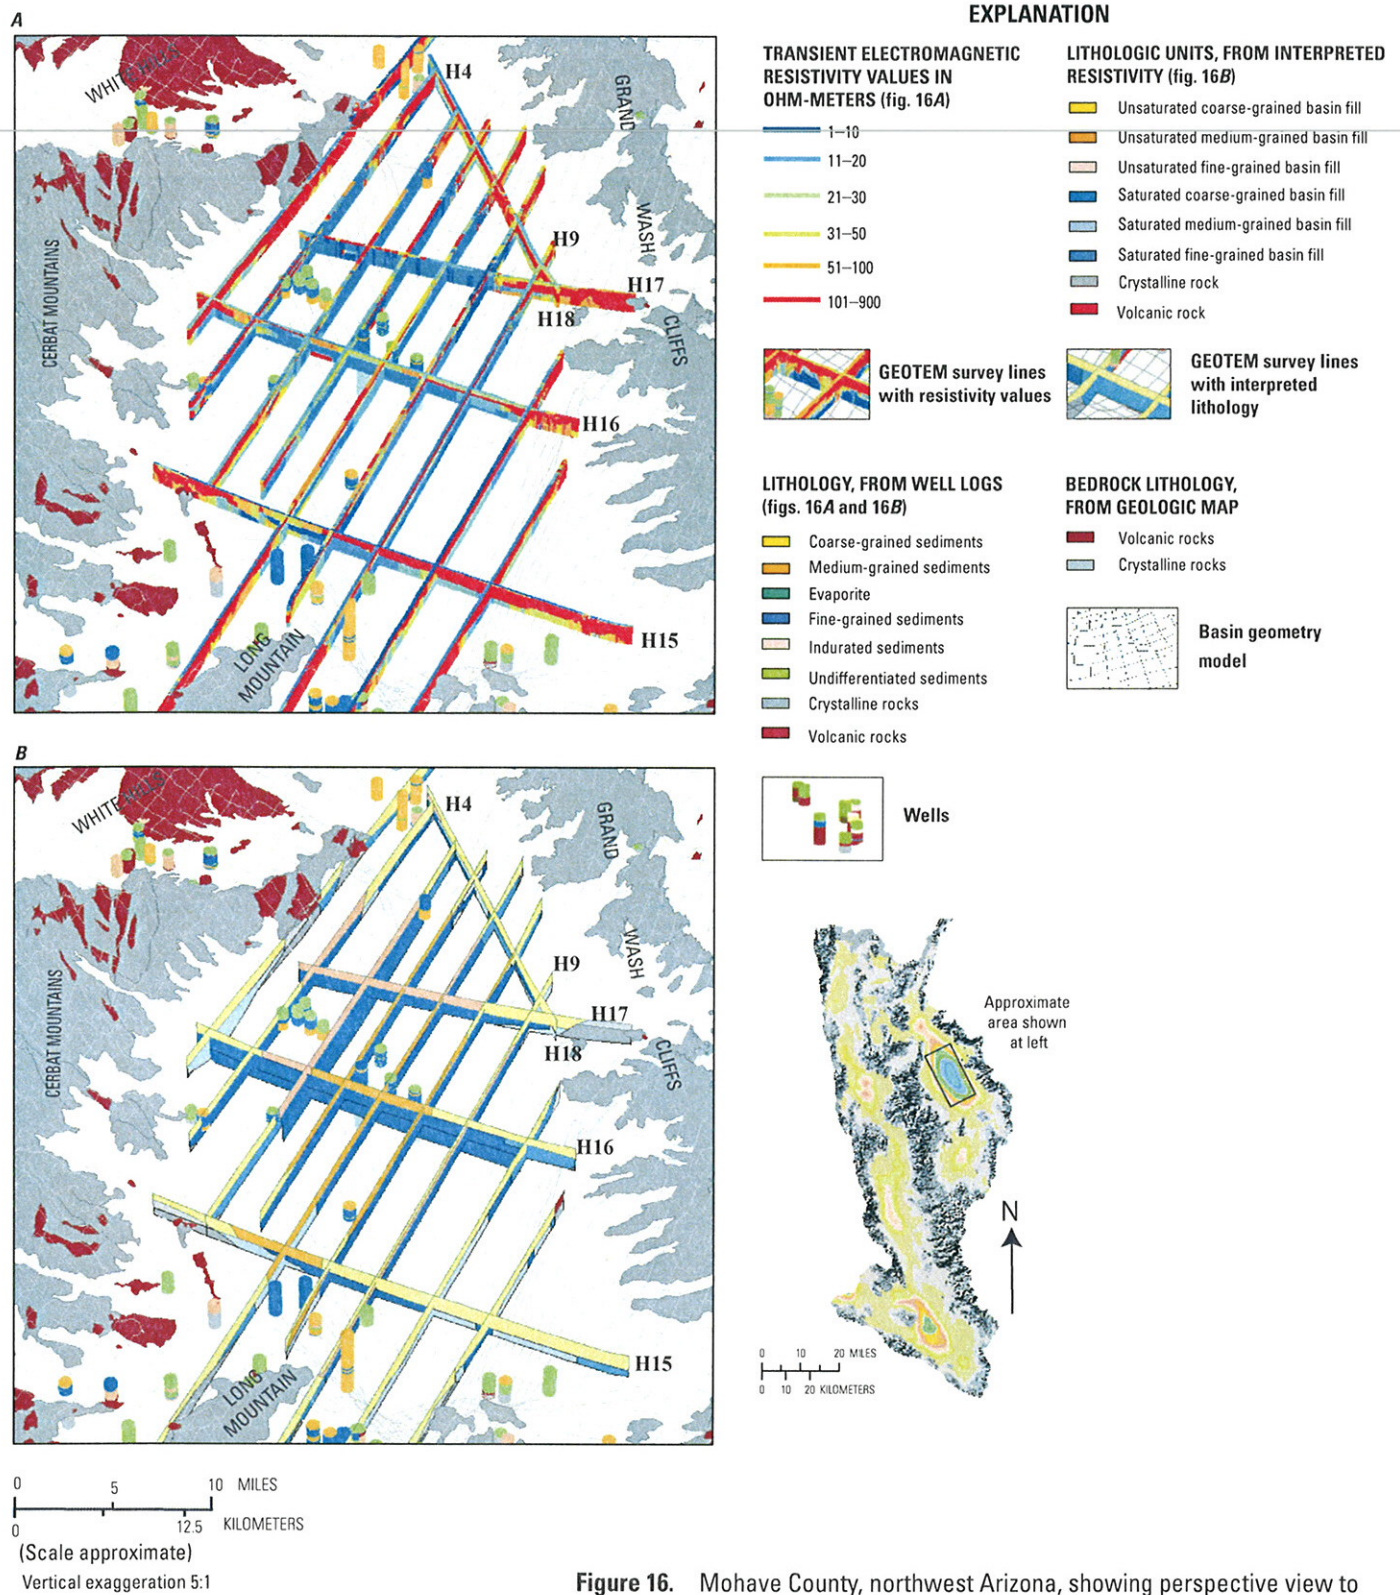 A
WHITE HILLS
H4
GRAND
WASH
CLIFFS
CERBAT MOUNTAINS
H9
H17
H18
H16
H15
LONG
MOUNTAIN
B
WHITE HILLS
H4
GRAND
WASH
CLIFFS
CERBAT MOUNTAINS
H9
H17
H18
H16
H15
LONG
MOUNTAIN
0 5 10 MILES
0 12.5 KILOMETERS
(Scale approximate)
Vertical exaggeration 5:1
EXPLANATION
TRANSIENT ELECTROMAGNETIC
RESISTIVITY VALUES IN
OHM-METERS (fig. 16A)
1–10
11–20
21–30
31–50
51–100
101–900
GEOTEM survey lines
with resistivity values
LITHOLOGIC UNITS, FROM INTERPRETED
RESISTIVITY (fig. 16B)
Unsaturated coarse-grained basin fill
Unsaturated medium-grained basin fill
Unsaturated fine-grained basin fill
Saturated coarse-grained basin fill
Saturated medium-grained basin fill
Saturated fine-grained basin fill
Crystalline rock
Volcanic rock
GEOTEM survey lines
with interpreted
lithology
LITHOLOGY, FROM WELL LOGS
(figs. 16A and 16B)
Coarse-grained sediments
Medium-grained sediments
Evaporite
Fine-grained sediments
Indurated sediments
Undifferentiated sediments
Crystalline rocks
Volcanic rocks
Wells
BEDROCK LITHOLOGY,
FROM GEOLOGIC MAP
Volcanic rocks
Crystalline rocks
Basin geometry
model
Approximate
area shown
at left
N
0 10 20 MILES
0 10 20 KILOMETERS
Figure 16. Mohave County, northwest Arizona, showing perspective view to